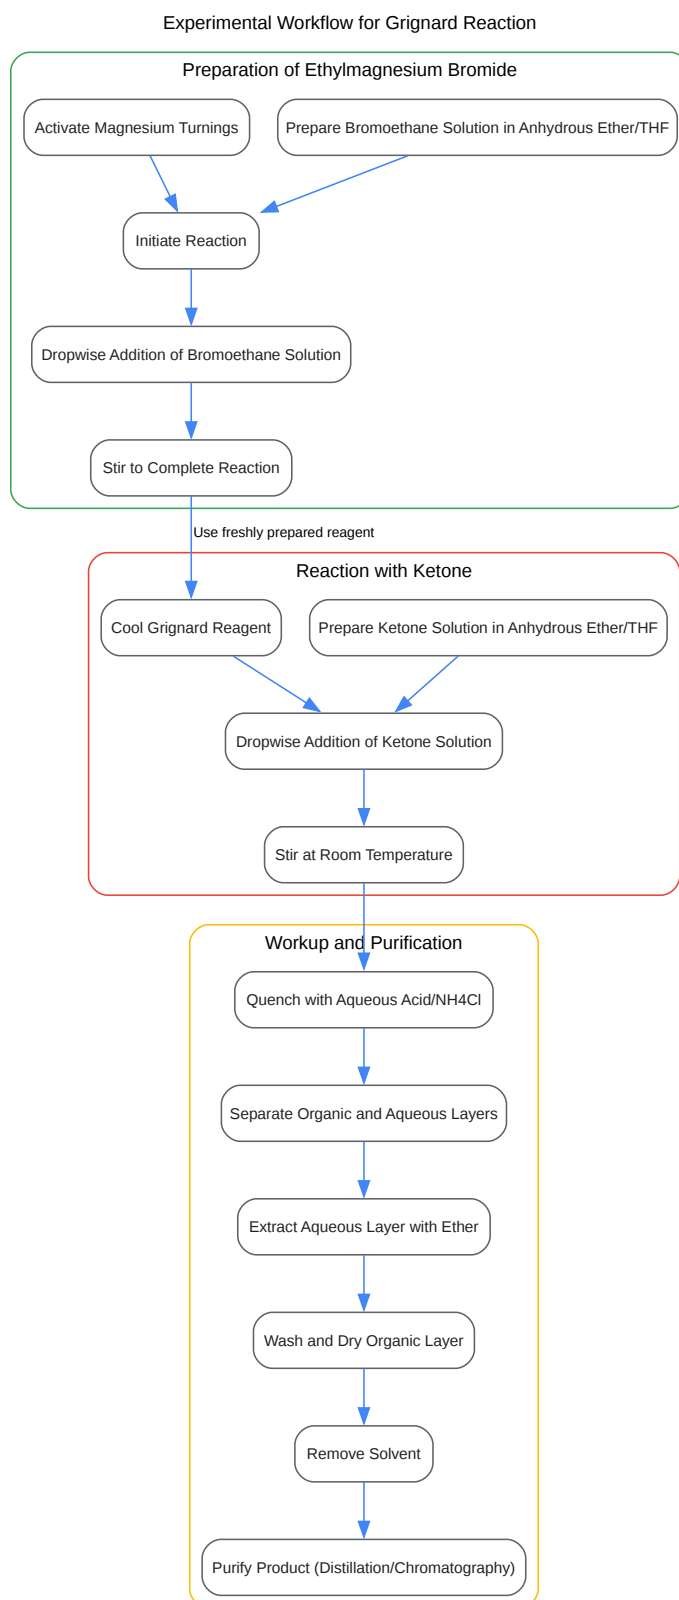 Experimental Workflow for Grignard Reaction
Preparation of Ethylmagnesium Bromide
Activate Magnesium Turnings
Prepare Bromoethane Solution in Anhydrous Ether/THF
Initiate Reaction
Dropwise Addition of Bromoethane Solution
Stir to Complete Reaction
Use freshly prepared reagent
Reaction with Ketone
Cool Grignard Reagent
Prepare Ketone Solution in Anhydrous Ether/THF
Dropwise Addition of Ketone Solution
Stir at Room Temperature
Workup and Purification
Quench with Aqueous Acid/NH4Cl
Separate Organic and Aqueous Layers
Extract Aqueous Layer with Ether
Wash and Dry Organic Layer
Remove Solvent
Purify Product (Distillation/Chromatography)